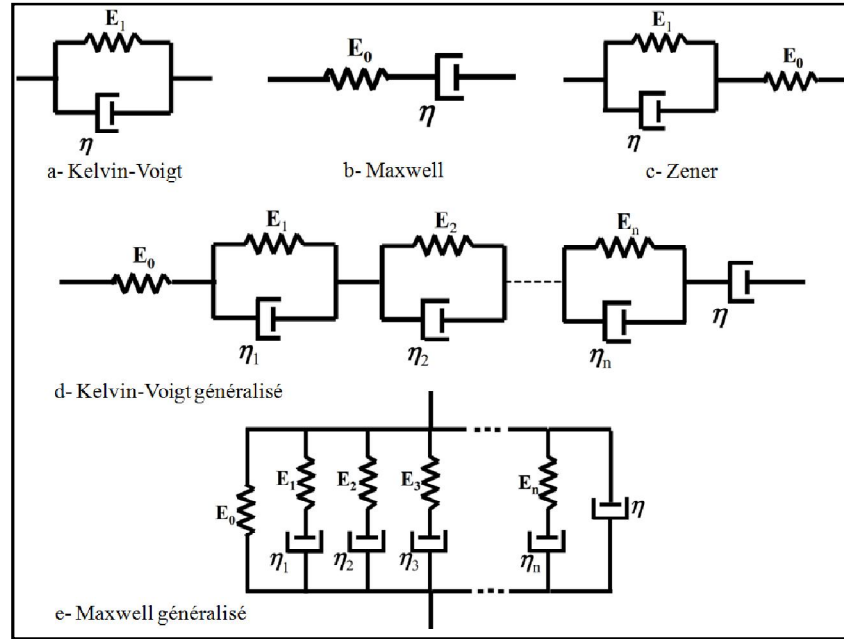 E₁
η
a- Kelvin-Voigt
E₀
η
b- Maxwell
E₁
E₀
η
c- Zener
E₀
E₁
E₂
Eₙ
η₁
η₂
ηₙ
η
d- Kelvin-Voigt généralisé
E₀
E₁
E₂
E₃
Eₙ
η₁
η₂
η₃
ηₙ
η
e- Maxwell généralisé